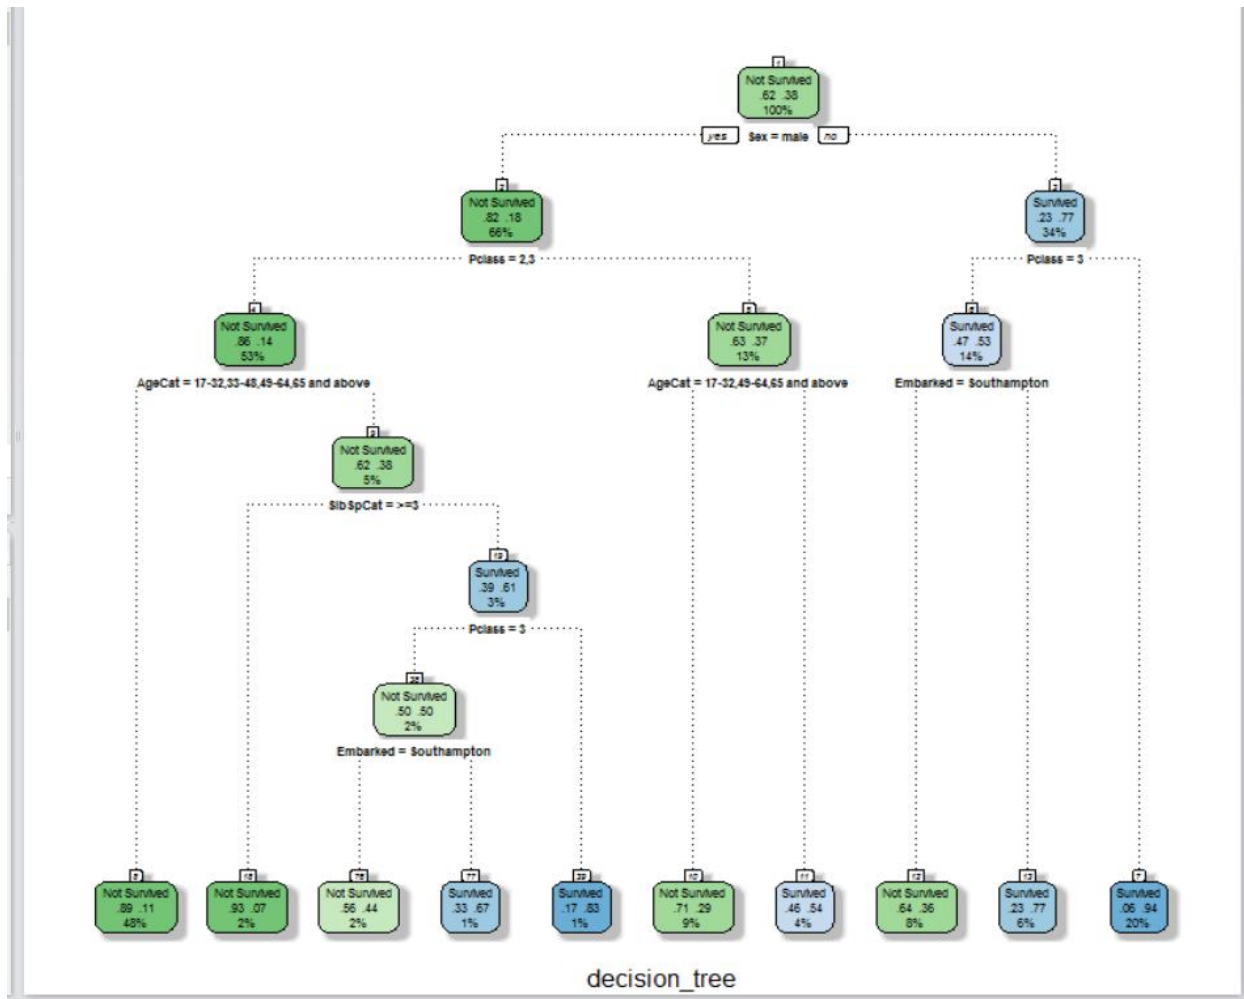 1
Not Survived
.62 .38
100%
yes Sex = male no
2
Not Survived
.82 .18
66%
3
Survived
.23 .77
34%
Pclass = 2,3
Pclass = 3
4
Not Survived
.86 .14
53%
5
Not Survived
.63 .37
13%
6
Survived
.47 .53
14%
AgeCat = 17-32,33-48,49-64,65 and above
AgeCat = 17-32,49-64,65 and above
Embarked = Southampton
9
Not Survived
.62 .38
5%
SibSpCat = >=3
19
Survived
.39 .61
3%
Pclass = 3
38
Not Survived
.50 .50
2%
Embarked = Southampton
8
Not Survived
.89 .11
48%
18
Not Survived
.93 .07
2%
76
Not Survived
.56 .44
2%
77
Survived
.33 .67
1%
39
Survived
.17 .83
1%
10
Not Survived
.71 .29
9%
11
Survived
.46 .54
4%
12
Not Survived
.64 .36
8%
13
Survived
.23 .77
6%
7
Survived
.06 .94
20%
decision_tree